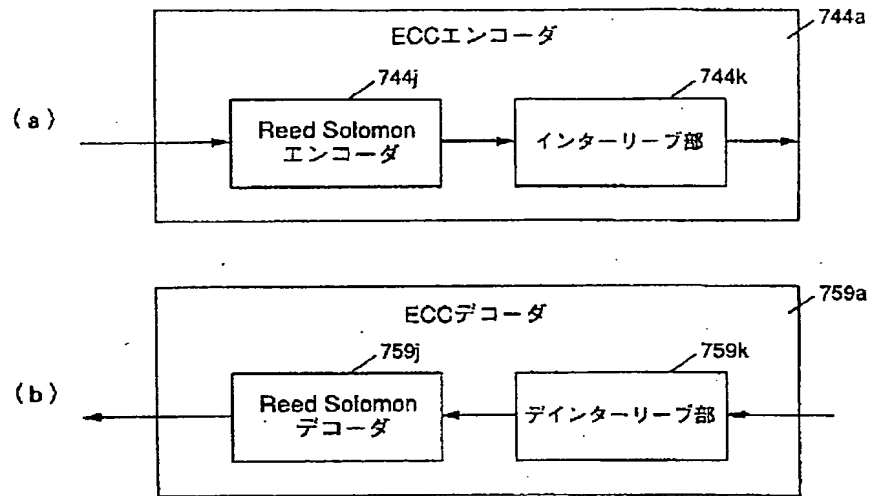 ECCエンコーダ
744a
744j
744k
(a)
Reed Solomon
エンコーダ
インターリーブ部
ECCデコーダ
759a
759j
759k
(b)
Reed Solomon
デコーダ
デインターリーブ部